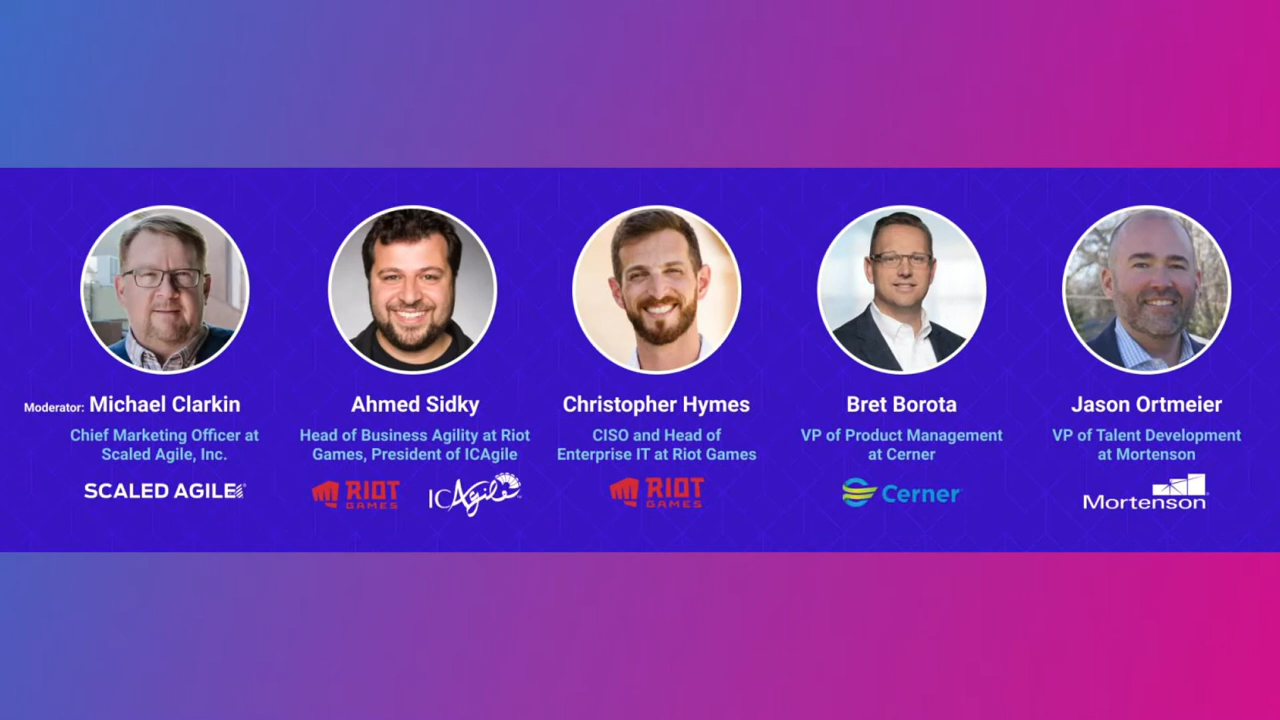 Moderator: Michael Clarkin
Chief Marketing Officer at
Scaled Agile, Inc.
SCALED AGILE
Ahmed Sidky
Head of Business Agility at Riot
Games, President of ICAgile
RIOT
GAMES
ICAgile
Christopher Hymes
CISO and Head of
Enterprise IT at Riot Games
RIOT
GAMES
Bret Borota
VP of Product Management
at Cerner
Cerner
Jason Ortmeier
VP of Talent Development
at Mortenson
Mortenson